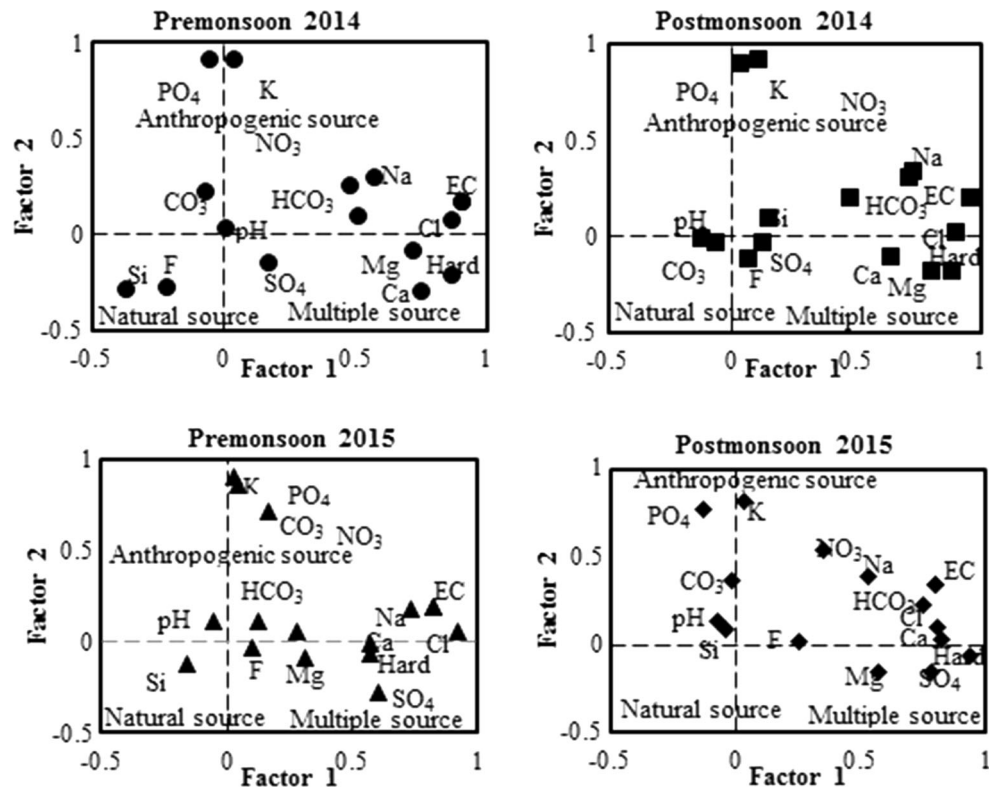 Premonsoon 2014
1
0.5
0
-0.5
Factor 2
PO4 K
Anthropogenic source
NO3
CO3 HCO3 Na EC
pH Cl
Si F SO4 Mg Hard
Ca
Natural source Multiple source
-0.5 0 0.5 1
Factor 1
Postmonsoon 2014
1
0.5
0
-0.5
Factor 2
PO4 K NO3
Anthropogenic source
Na
pH Si HCO3 EC
Cl
CO3 F SO4 Ca Hard
Mg
Natural source Multiple source
-0.5 0 0.5 1
Factor 1
Premonsoon 2015
1
0.5
0
-0.5
Factor 2
K PO4
CO3 NO3
Anthropogenic source
HCO3 EC
pH Na
Ca Cl
Si F Mg Hard
SO4
Natural source Multiple source
-0.5 0 0.5 1
Factor 1
Postmonsoon 2015
1
0.5
0
-0.5
Factor 2
Anthropogenic source
PO4 K
NO3 Na
CO3 EC
HCO3
pH Cl
Si F Ca
Hard
Mg SO4
Natural source Multiple source
-0.5 0 0.5 1
Factor 1